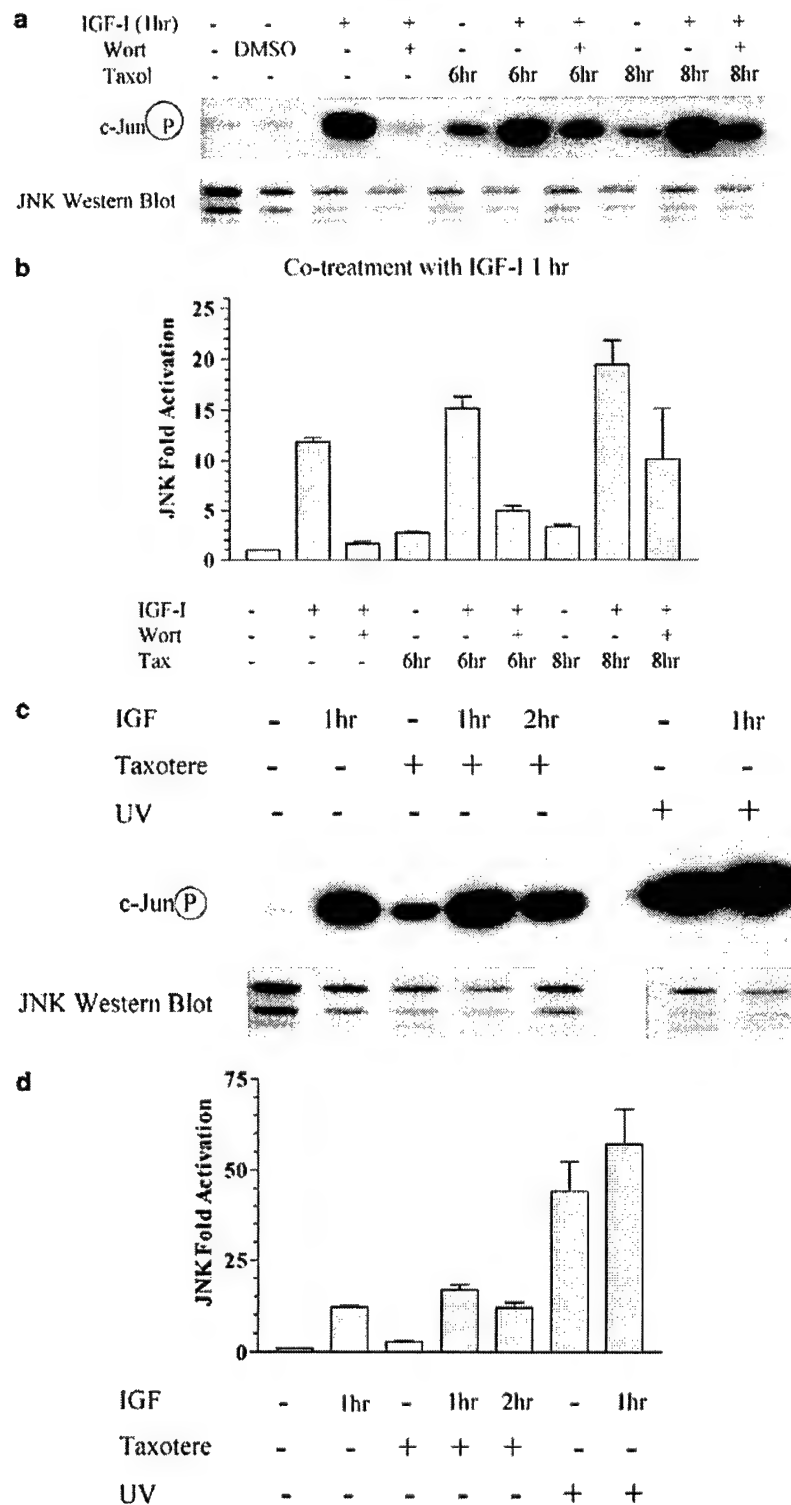 a
IGF-I (1hr) - - + + - + + - + +
Wort - DMSO - + - - + - - +
Taxol - - - - 6hr 6hr 6hr 8hr 8hr 8hr
c-Jun P
JNK Western Blot
b
Co-treatment with IGF-I 1 hr
JNK Fold Activation
25
20
15
10
5
0
IGF-I - + + - + + - + +
Wort - - + - - + - - +
Tax - - - 6hr 6hr 6hr 8hr 8hr 8hr
c
IGF - 1hr - 1hr 2hr - 1hr
Taxotere - - + + + - -
UV - - - - - + +
c-Jun P
JNK Western Blot
d
JNK Fold Activation
75
50
25
0
IGF - 1hr - 1hr 2hr - 1hr
Taxotere - - + + + - -
UV - - - - - + +